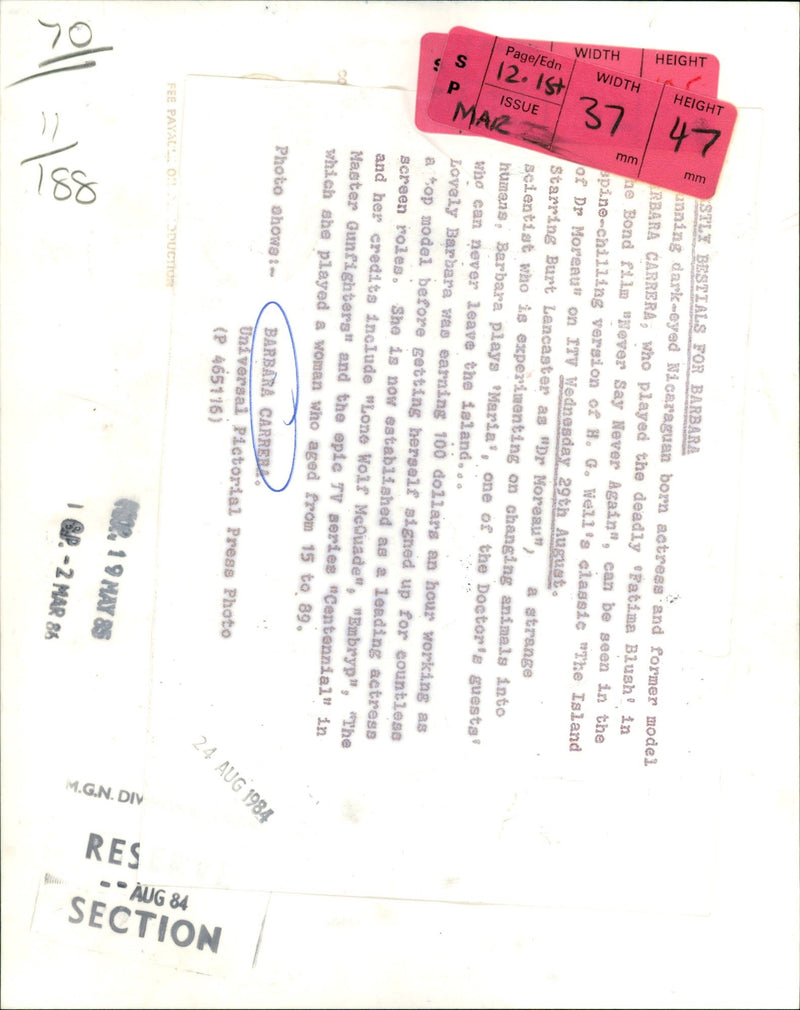 70
11/188
S
P
Page/Edn
12. 1st
ISSUE
MAR
WIDTH
37
mm
HEIGHT
47
mm
WIDTH
HEIGHT
STLY BESTIALS FOR BARBARA
unning dark-eyed Nicaraguan born actress and former model
RBARA CARRERA, who played the deadly 'Fatima Blush' in
he Bond film "Never Say Never Again", can be seen in the
spine-chilling version of H. G. Well's classic "The Island
of Dr Moreau" on ITV Wednesday 29th August.
Starring Burt Lancaster as "Dr Moreau", a strange
scientist who is experimenting on changing animals into
humans, Barbara plays 'Maria', one of the Doctor's guests'
who can never leave the island...
Lovely Barbara was earning 100 dollars an hour working as
a top model before getting herself signed up for countless
screen roles. She is now established as a leading actress
and her credits include "Lone Wolf McQuade", "Embryp", "The
Master Gunfighters" and the epic TV series "Centennial" in
which she played a woman who aged from 15 to 89.
Photo shows:- BARBARA CARRERA.
Universal Pictorial Press Photo
(P 465116)
24 AUG 1984
19 MAY 86
- 2 MAR 86
M.G.N. DIV
RES
-- AUG 84
SECTION